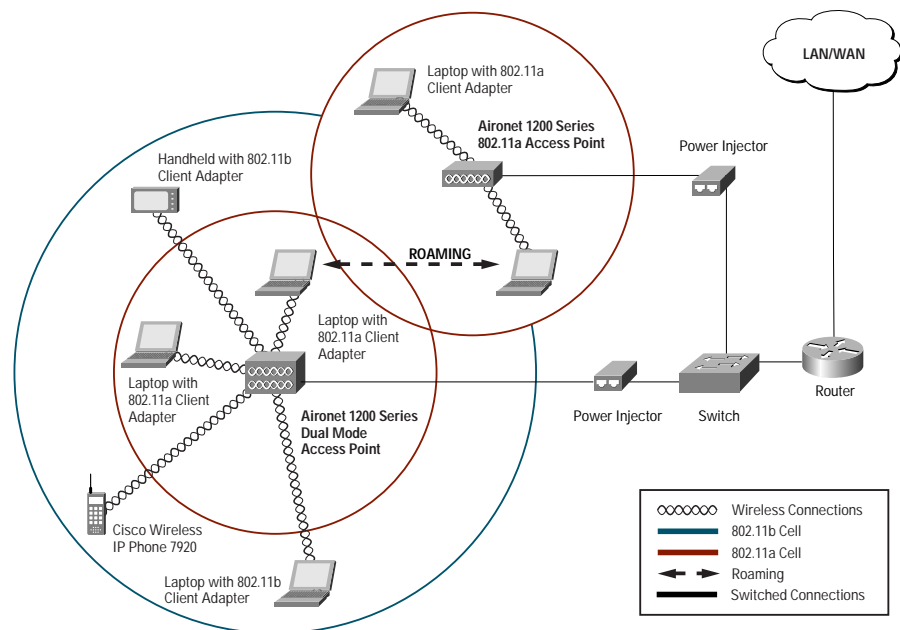 LAN/WAN
Laptop with 802.11a
Client Adapter
Aironet 1200 Series
802.11a Access Point
Power Injector
Handheld with 802.11b
Client Adapter
ROAMING
Laptop with
802.11a Client
Adapter
Laptop with
802.11a Client
Adapter
Aironet 1200 Series
Dual Mode
Access Point
Power Injector
Switch
Router
Cisco Wireless
IP Phone 7920
Laptop with 802.11b
Client Adapter
Wireless Connections
802.11b Cell
802.11a Cell
Roaming
Switched Connections